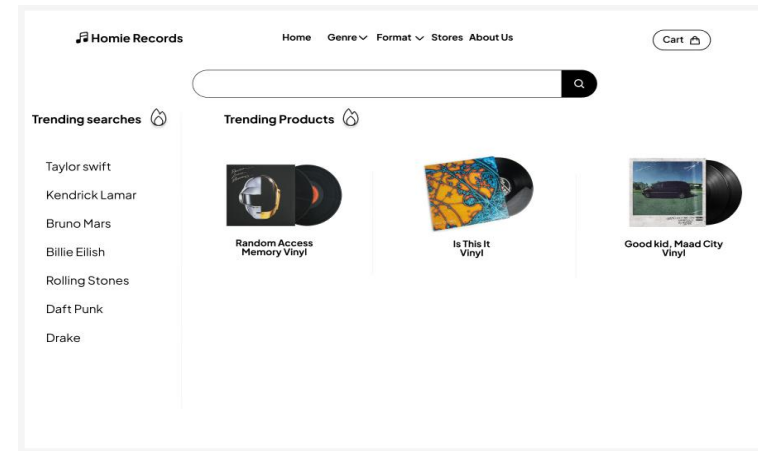 Homie Records
Home Genre Format Stores About Us
Cart
Trending searches
Trending Products
Taylor swift
Kendrick Lamar
Bruno Mars
Billie Eilish
Rolling Stones
Daft Punk
Drake
Random Access
Memory Vinyl
Is This It
Vinyl
Good kid, Maad City
Vinyl